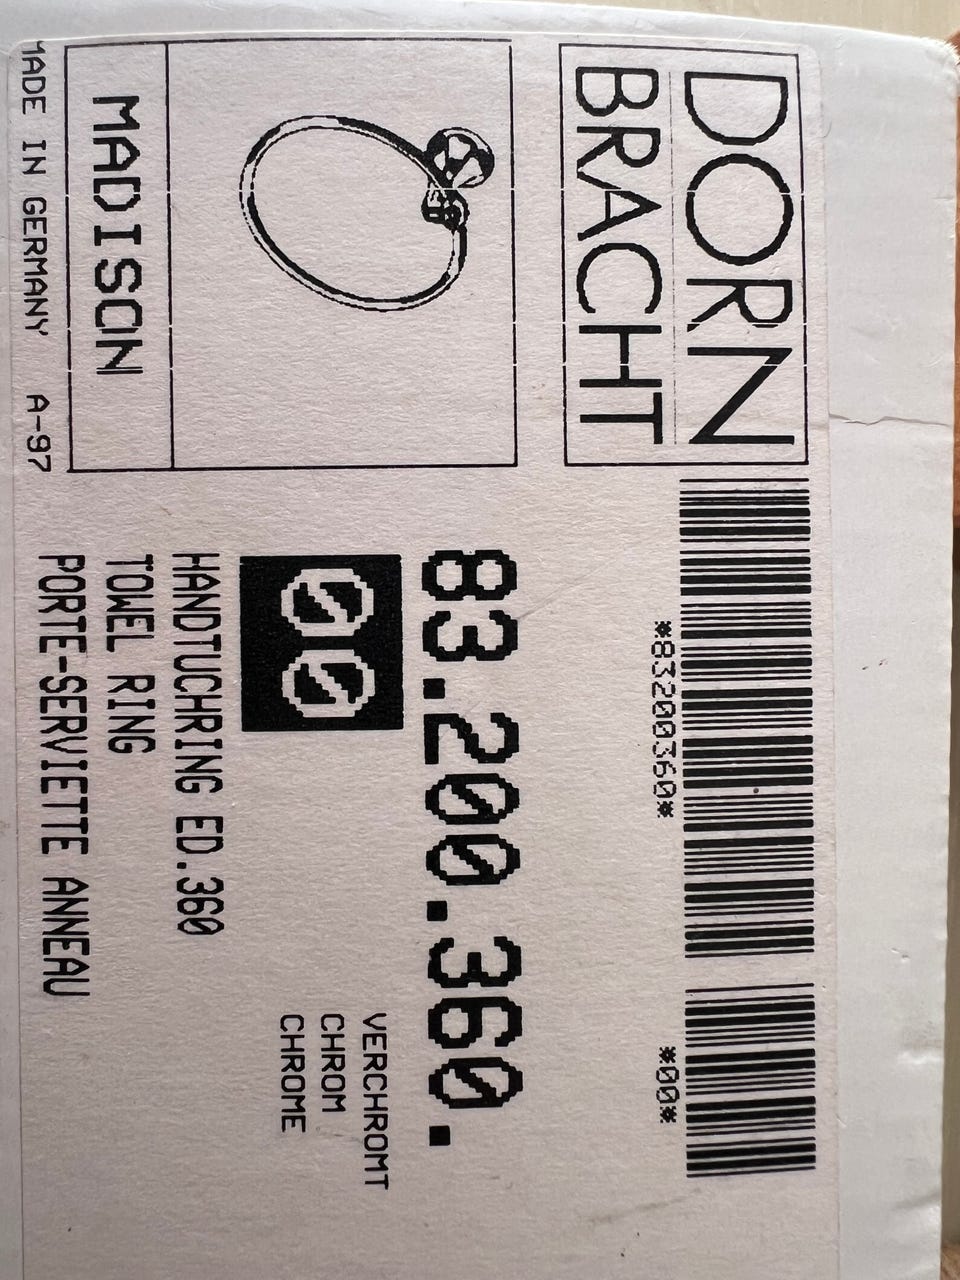 DORN
BRACHT
*83200360*
*00*
83.200.360.
00
VERCHROMT
CHROM
CHROME
HANDTUCHRING ED.360
TOWEL RING
PORTE-SERVIETTE ANNEAU
MADISON
MADE IN GERMANY A-97